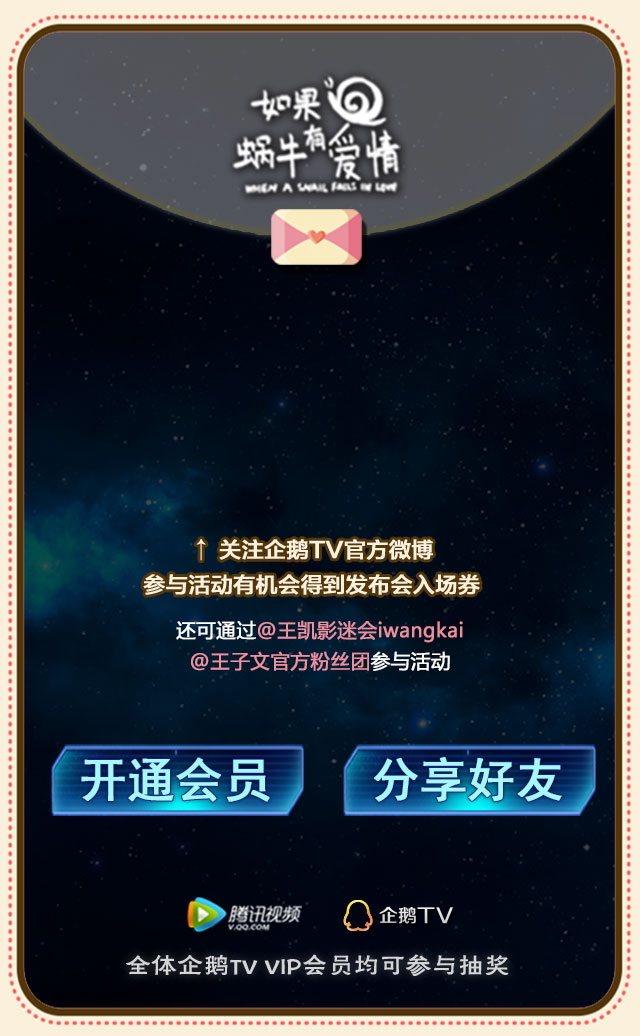 如果
蜗牛有爱情
WHEN A SNAIL FALLS IN LOVE
↑ 关注企鹅TV官方微博
参与活动有机会得到发布会入场券
还可通过@王凯影迷会iwangkai
@王子文官方粉丝团参与活动
开通会员 分享好友
腾讯视频 企鹅TV
V.QQ.COM
全体企鹅TV VIP会员均可参与抽奖